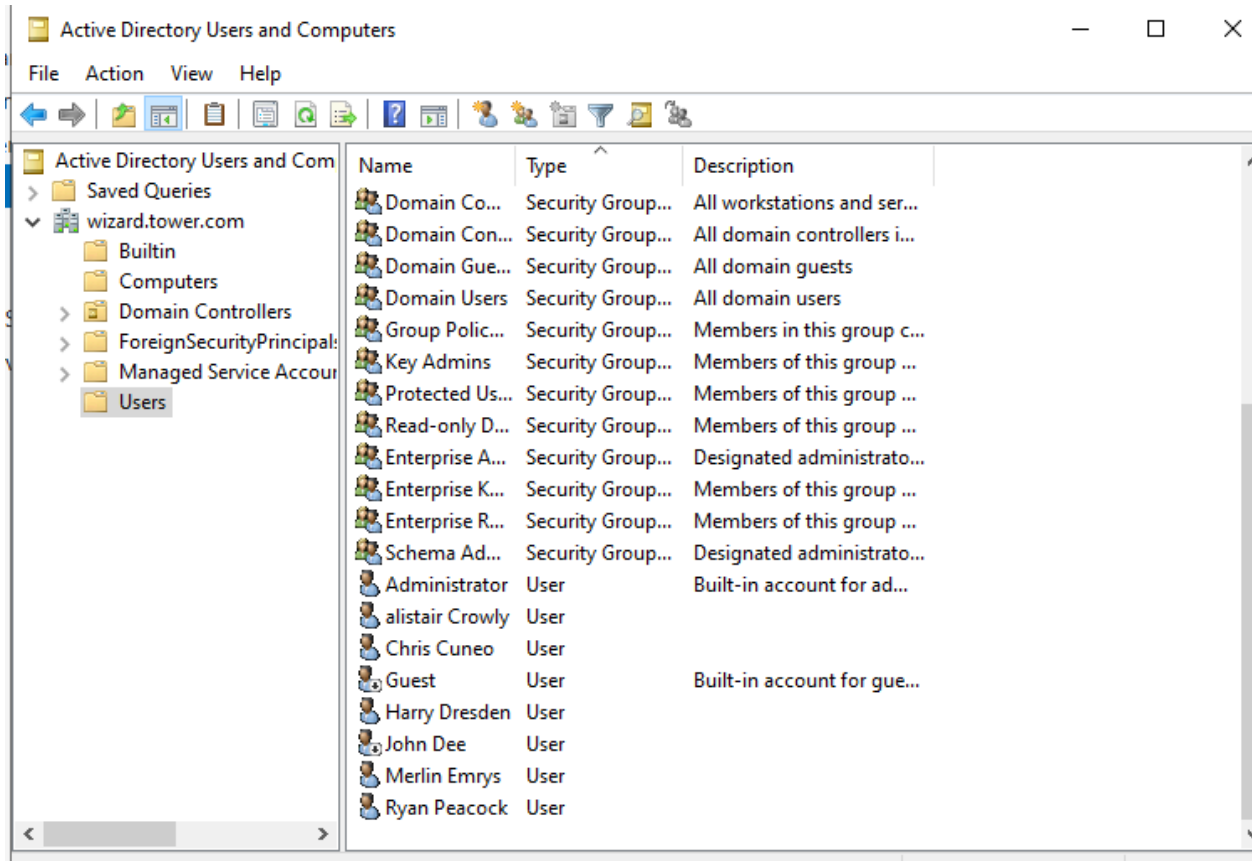 Active Directory Users and Computers
File Action View Help
Active Directory Users and Com
Saved Queries
wizard.tower.com
Builtin
Computers
Domain Controllers
ForeignSecurityPrincipals
Managed Service Accour
Users
Name Type Description
Domain Co... Security Group... All workstations and ser...
Domain Con... Security Group... All domain controllers i...
Domain Gue... Security Group... All domain guests
Domain Users Security Group... All domain users
Group Polic... Security Group... Members in this group c...
Key Admins Security Group... Members of this group ...
Protected Us... Security Group... Members of this group ...
Read-only D... Security Group... Members of this group ...
Enterprise A... Security Group... Designated administrato...
Enterprise K... Security Group... Members of this group ...
Enterprise R... Security Group... Members of this group ...
Schema Ad... Security Group... Designated administrato...
Administrator User Built-in account for ad...
alistair Crowly User
Chris Cuneo User
Guest User Built-in account for gue...
Harry Dresden User
John Dee User
Merlin Emrys User
Ryan Peacock User